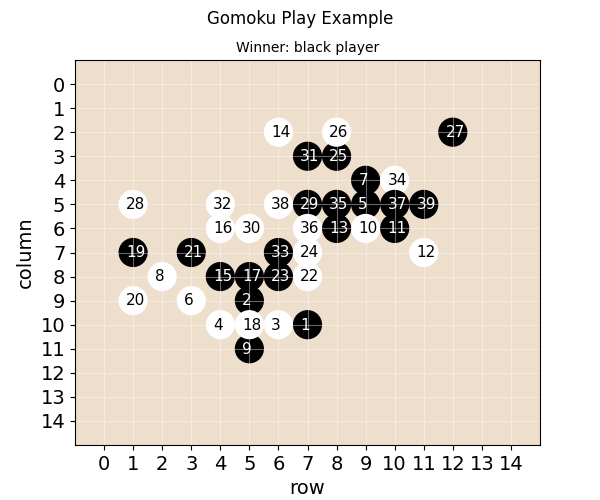 Gomoku Play Example
Winner: black player
0
1
14 26 27 2
31 25 3
7 34 4
28 32 38 29 35 5 37 39 5
16 30 36 13 10 11 6
19 21 33 24 12 7
8 15 17 23 22 8
20 6 2 9
4 18 3 1 10
9 11
12
13
14
column
0 1 2 3 4 5 6 7 8 9 10 11 12 13 14
row